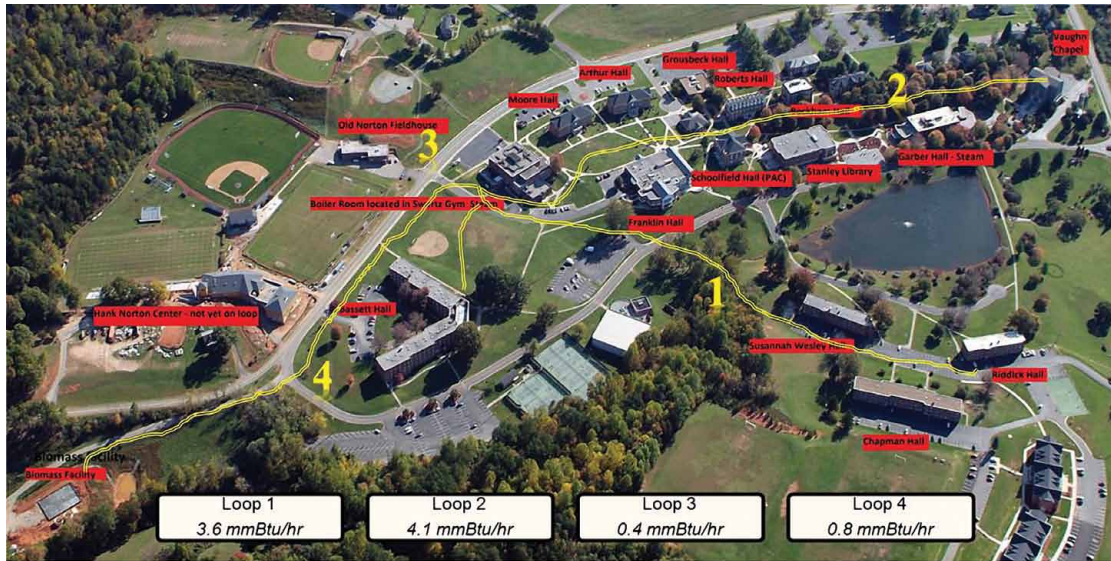 Vaughn
Chapel
Grousbeck Hall
Arthur Hall
Roberts Hall
2
Moore Hall
Old Norton Fieldhouse
3
Garber Hall - Steam
Schoolfield Hall (PAC)
Stanley Library
Boiler Room located in Swartz Gym Steam
Franklin Hall
1
Hank Norton Center - not yet on loop
Bassett Hall
Susannah Wesley Hall
4
Riddick Hall
Chapman Hall
Biomass Facility
Biomass Facility
Loop 1
3.6 mmBtu/hr
Loop 2
4.1 mmBtu/hr
Loop 3
0.4 mmBtu/hr
Loop 4
0.8 mmBtu/hr